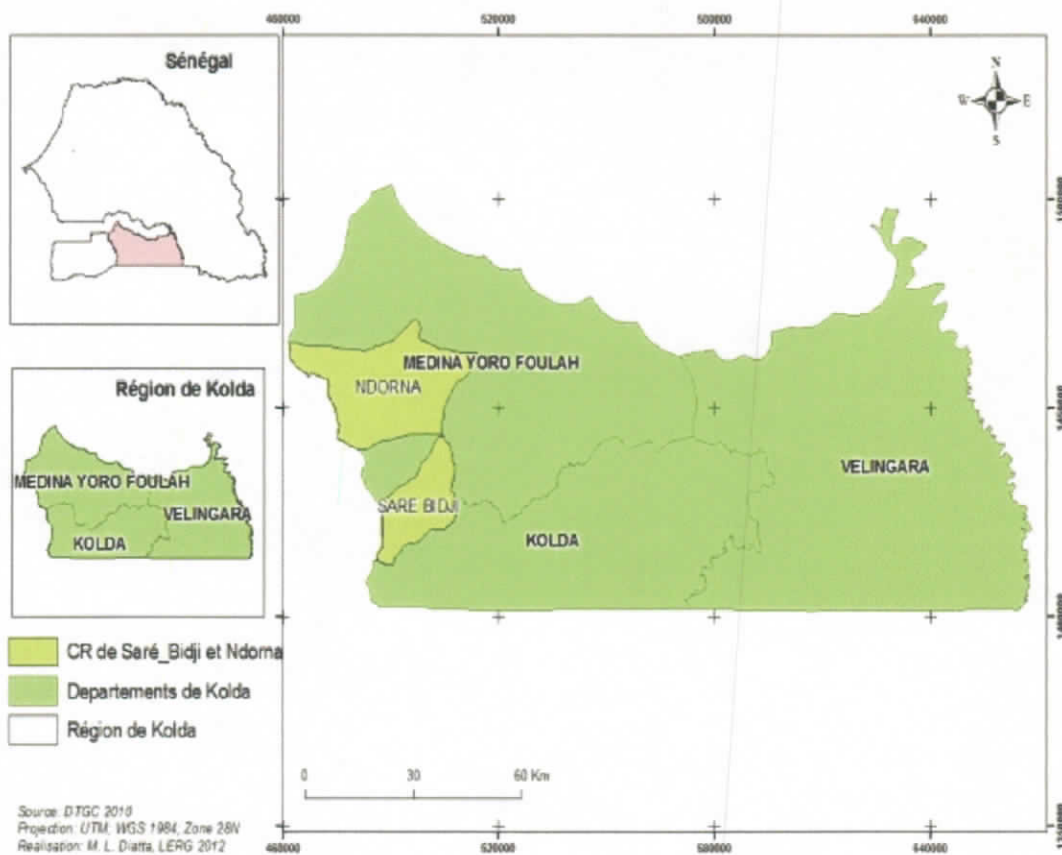 460000 520000 580000 640000
Sénégal
N
W E
S
Région de Kolda
MEDINA YORO FOULAH
VELINGARA
KOLDA
MEDINA YORO FOULAH
NDORNA
VELINGARA
SARE BIDJI
KOLDA
CR de Saré_Bidji et Ndorna
Departements de Kolda
Région de Kolda
0 30 60 Km
Source: DTGC 2010
Projection: UTM, WGS 1984, Zone 28N
Realisation: M. L. Diatta, LERG 2012
460000 520000 580000 640000